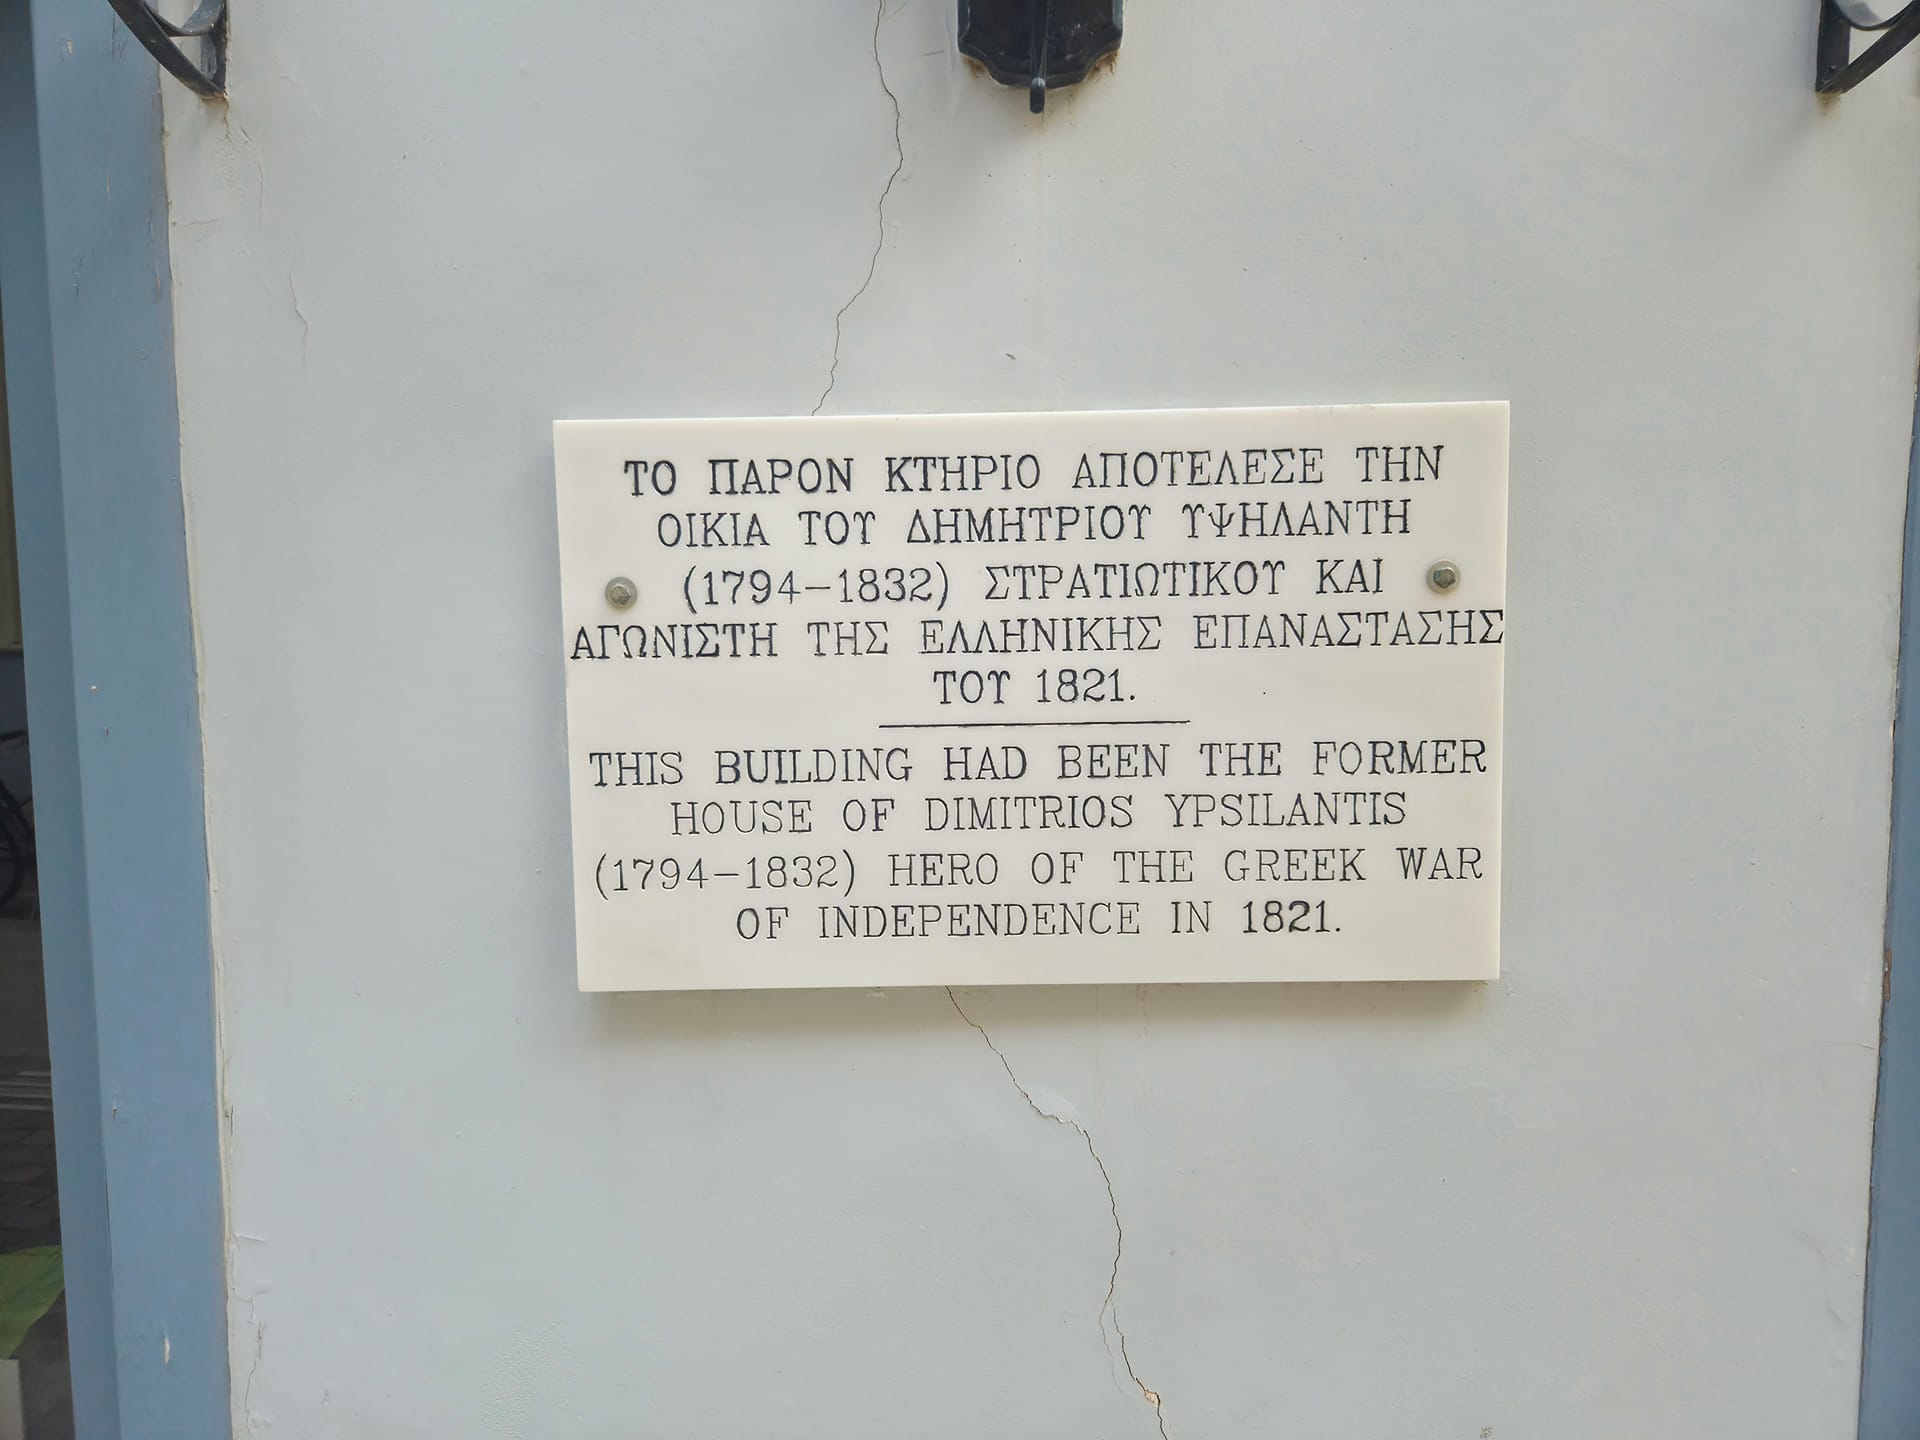 ΤΟ ΠΑΡΟΝ ΚΤΗΡΙΟ ΑΠΟΤΕΛΕΣΕ ΤΗΝ
ΟΙΚΙΑ ΤΟΥ ΔΗΜΗΤΡΙΟΥ ΥΨΗΛΑΝΤΗ
(1794-1832) ΣΤΡΑΤΙΩΤΙΚΟΥ ΚΑΙ
ΑΓΩΝΙΣΤΗ ΤΗΣ ΕΛΛΗΝΙΚΗΣ ΕΠΑΝΑΣΤΑΣΗΣ
ΤΟΥ 1821.
THIS BUILDING HAD BEEN THE FORMER
HOUSE OF DIMITRIOS YPSILANTIS
(1794-1832) HERO OF THE GREEK WAR
OF INDEPENDENCE IN 1821.